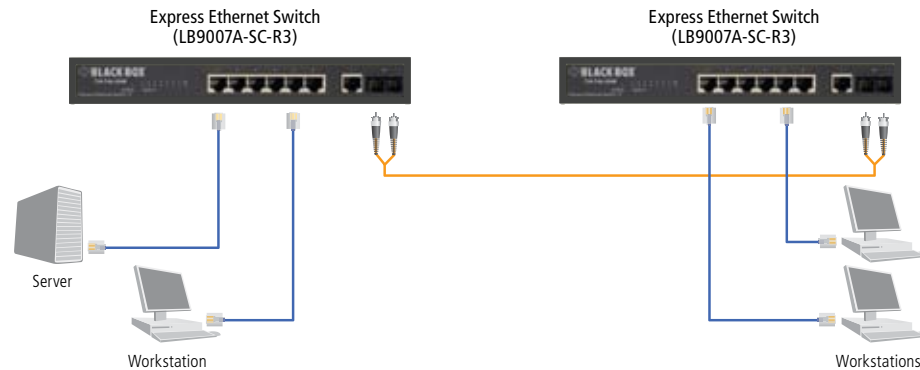 Express Ethernet Switch
(LB9007A-SC-R3)
Express Ethernet Switch
(LB9007A-SC-R3)
BLACK BOX
BLACK BOX
Server
Workstation
Workstations